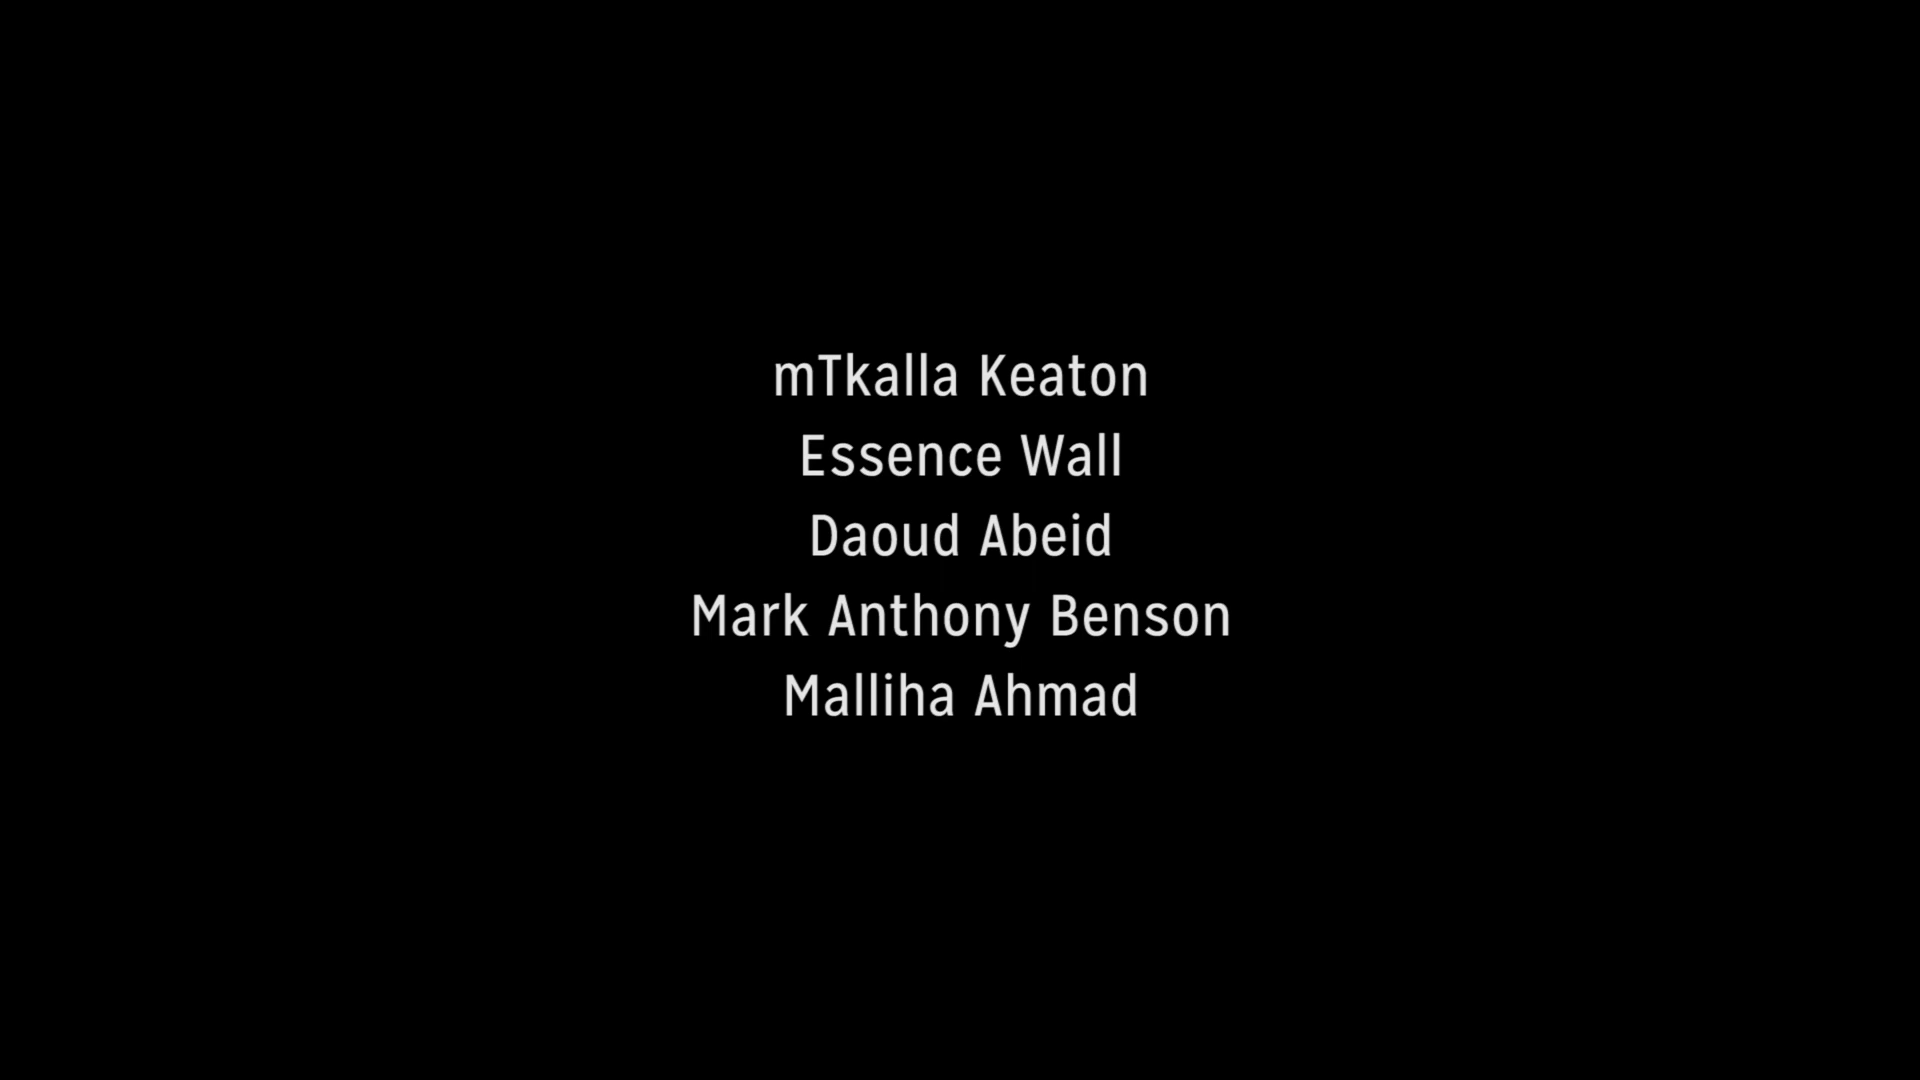 mTkalla Keaton
Essence Wall
Daoud Abeid
Mark Anthony Benson
Malliha Ahmad